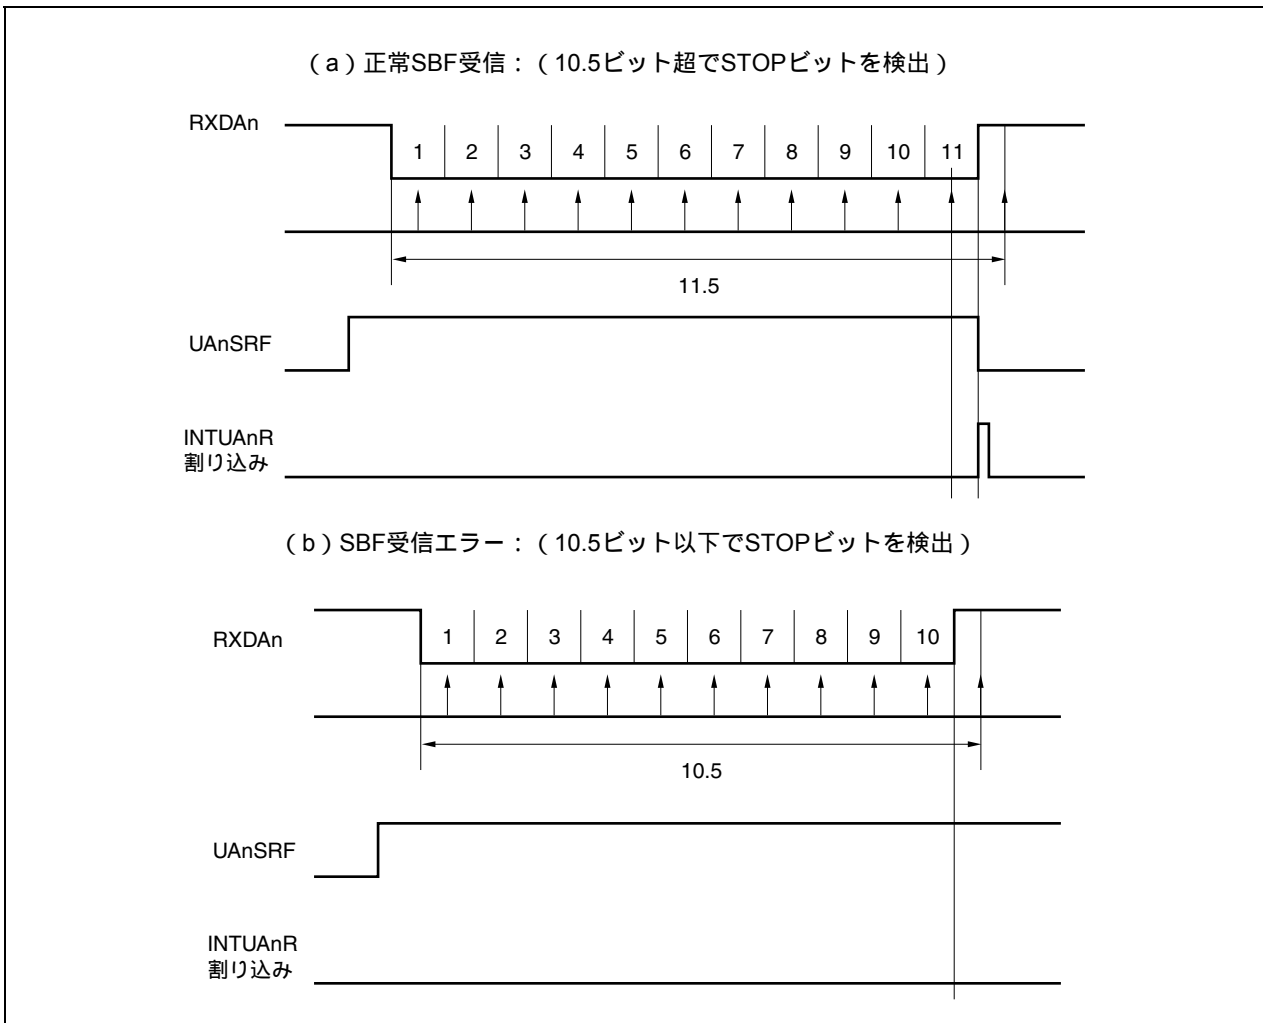 （a）正常SBF受信：（10.5ビット超でSTOPビットを検出）
RXDAn
1 2 3 4 5 6 7 8 9 10 11
11.5
UAnSRF
INTUAnR
割り込み
（b）SBF受信エラー：（10.5ビット以下でSTOPビットを検出）
RXDAn
1 2 3 4 5 6 7 8 9 10
10.5
UAnSRF
INTUAnR
割り込み